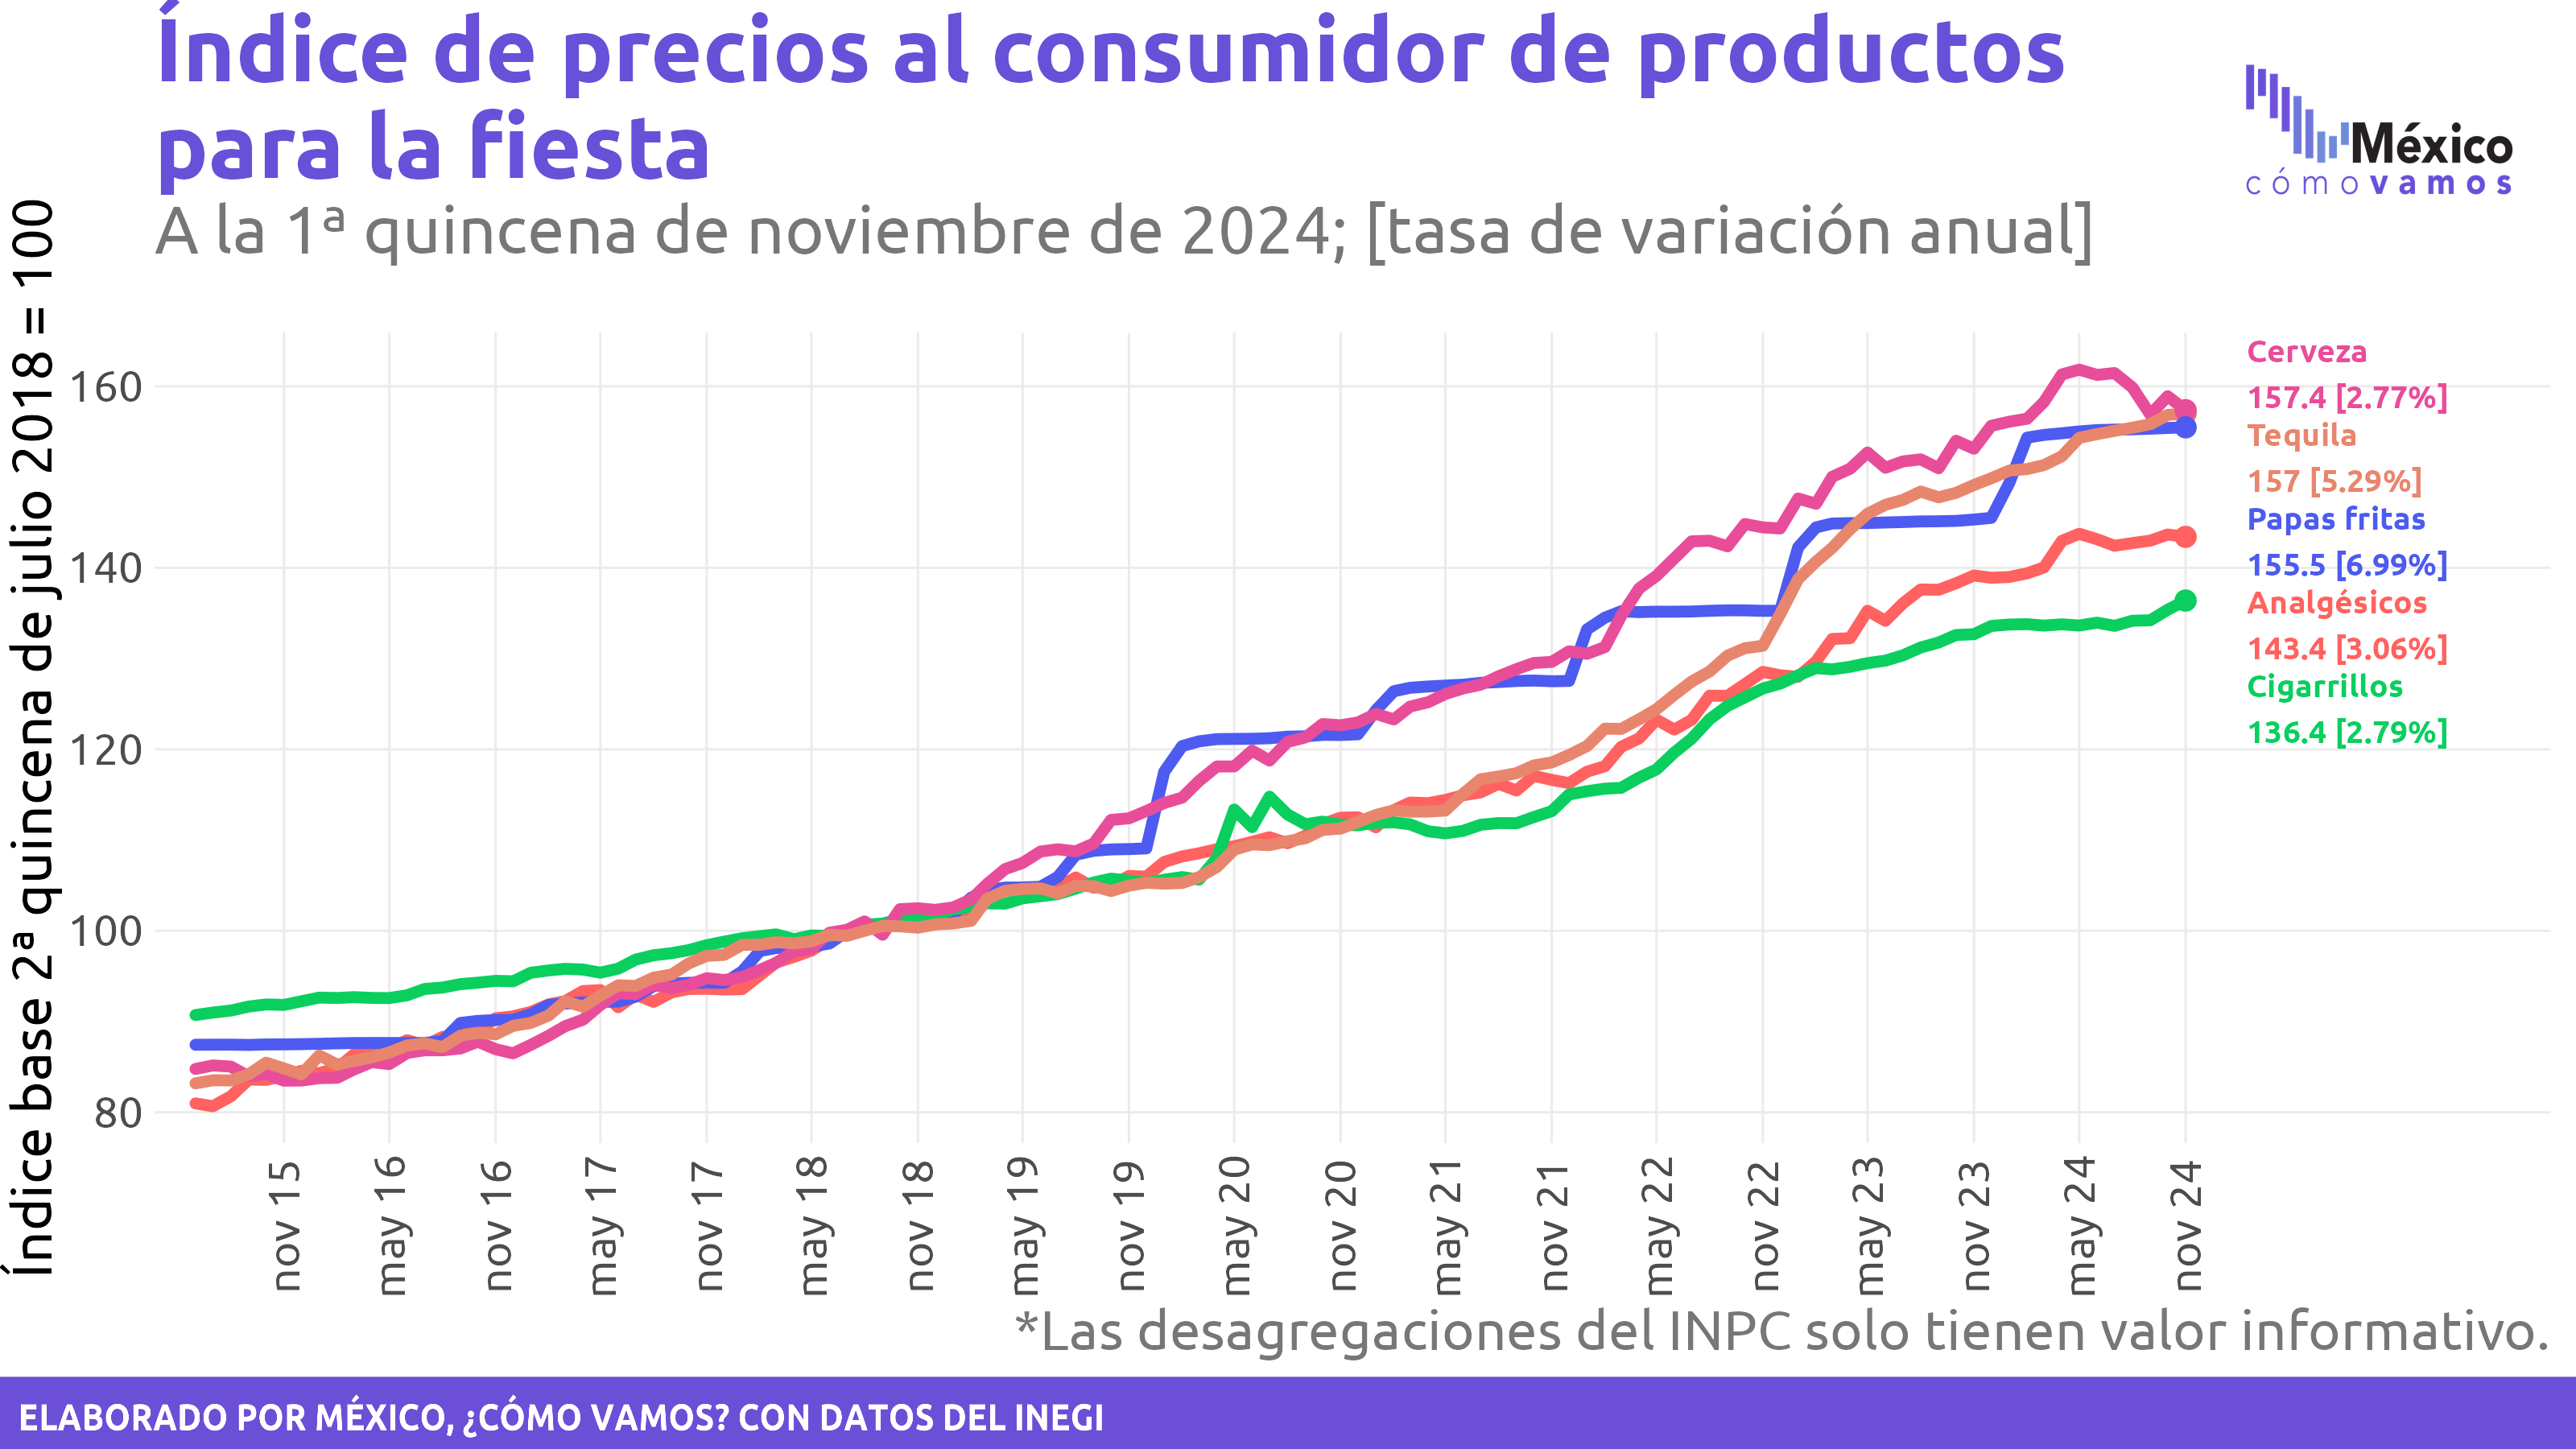 Índice de precios al consumidor de productos
para la fiesta
A la 1ª quincena de noviembre de 2024; [tasa de variación anual]
México
cómo vamos
Índice base 2ª quincena de julio 2018 = 100
160
140
120
100
80
Cerveza
157.4 [2.77%]
Tequila
157 [5.29%]
Papas fritas
155.5 [6.99%]
Analgésicos
143.4 [3.06%]
Cigarrillos
136.4 [2.79%]
nov 15
may 16
nov 16
may 17
nov 17
may 18
nov 18
may 19
nov 19
may 20
nov 20
may 21
nov 21
may 22
nov 22
may 23
nov 23
may 24
nov 24
*Las desagregaciones del INPC solo tienen valor informativo.
ELABORADO POR MÉXICO, ¿CÓMO VAMOS? CON DATOS DEL INEGI